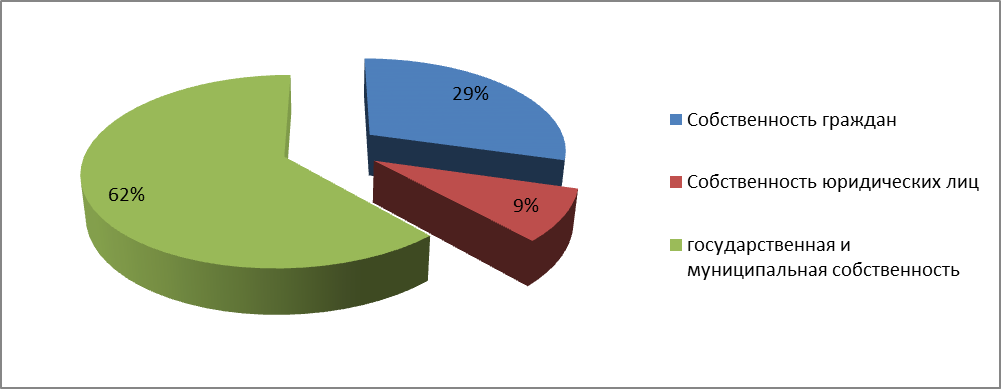 29%
62%
9%
Собственность граждан
Собственность юридических лиц
государственная и
муниципальная собственность